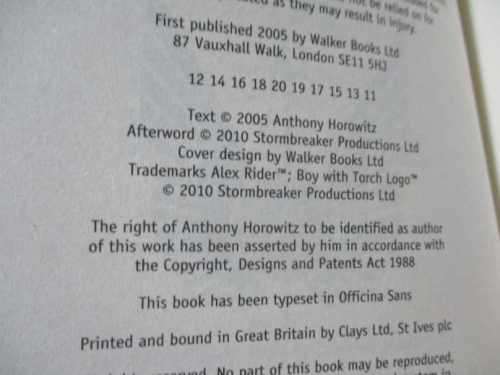 as they may result in injury.
not be relied on for
First published 2005 by Walker Books Ltd
87 Vauxhall Walk, London SE11 5HJ
12 14 16 18 20 19 17 15 13 11
Text © 2005 Anthony Horowitz
Afterword © 2010 Stormbreaker Productions Ltd
Cover design by Walker Books Ltd
Trademarks Alex Rider™; Boy with Torch Logo™
© 2010 Stormbreaker Productions Ltd
The right of Anthony Horowitz to be identified as author
of this work has been asserted by him in accordance with
the Copyright, Designs and Patents Act 1988
This book has been typeset in Officina Sans
Printed and bound in Great Britain by Clays Ltd, St Ives plc
No part of this book may be reproduced,